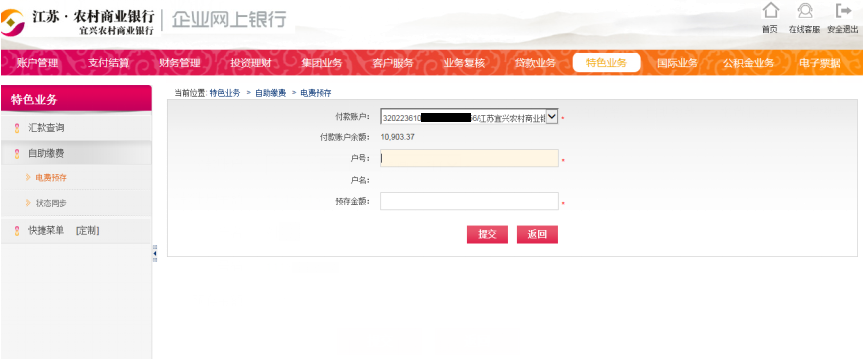 江苏·农村商业银行
宜兴农村商业银行
企业网上银行
首页 在线客服 安全退出
账户管理 支付结算 财务管理 投资理财 集团业务 客户服务 业务复核 贷款业务 特色业务 国际业务 公积金业务 电子票据
特色业务
汇款查询
自助缴费
电费预存
状态同步
快捷菜单 [定制]
当前位置: 特色业务 > 自助缴费 > 电费预存
付款账户: 320223610 6/江苏宜兴农村商业 *
付款账户余额: 10,903.37
户号: *
户名:
预存金额: *
提交 返回